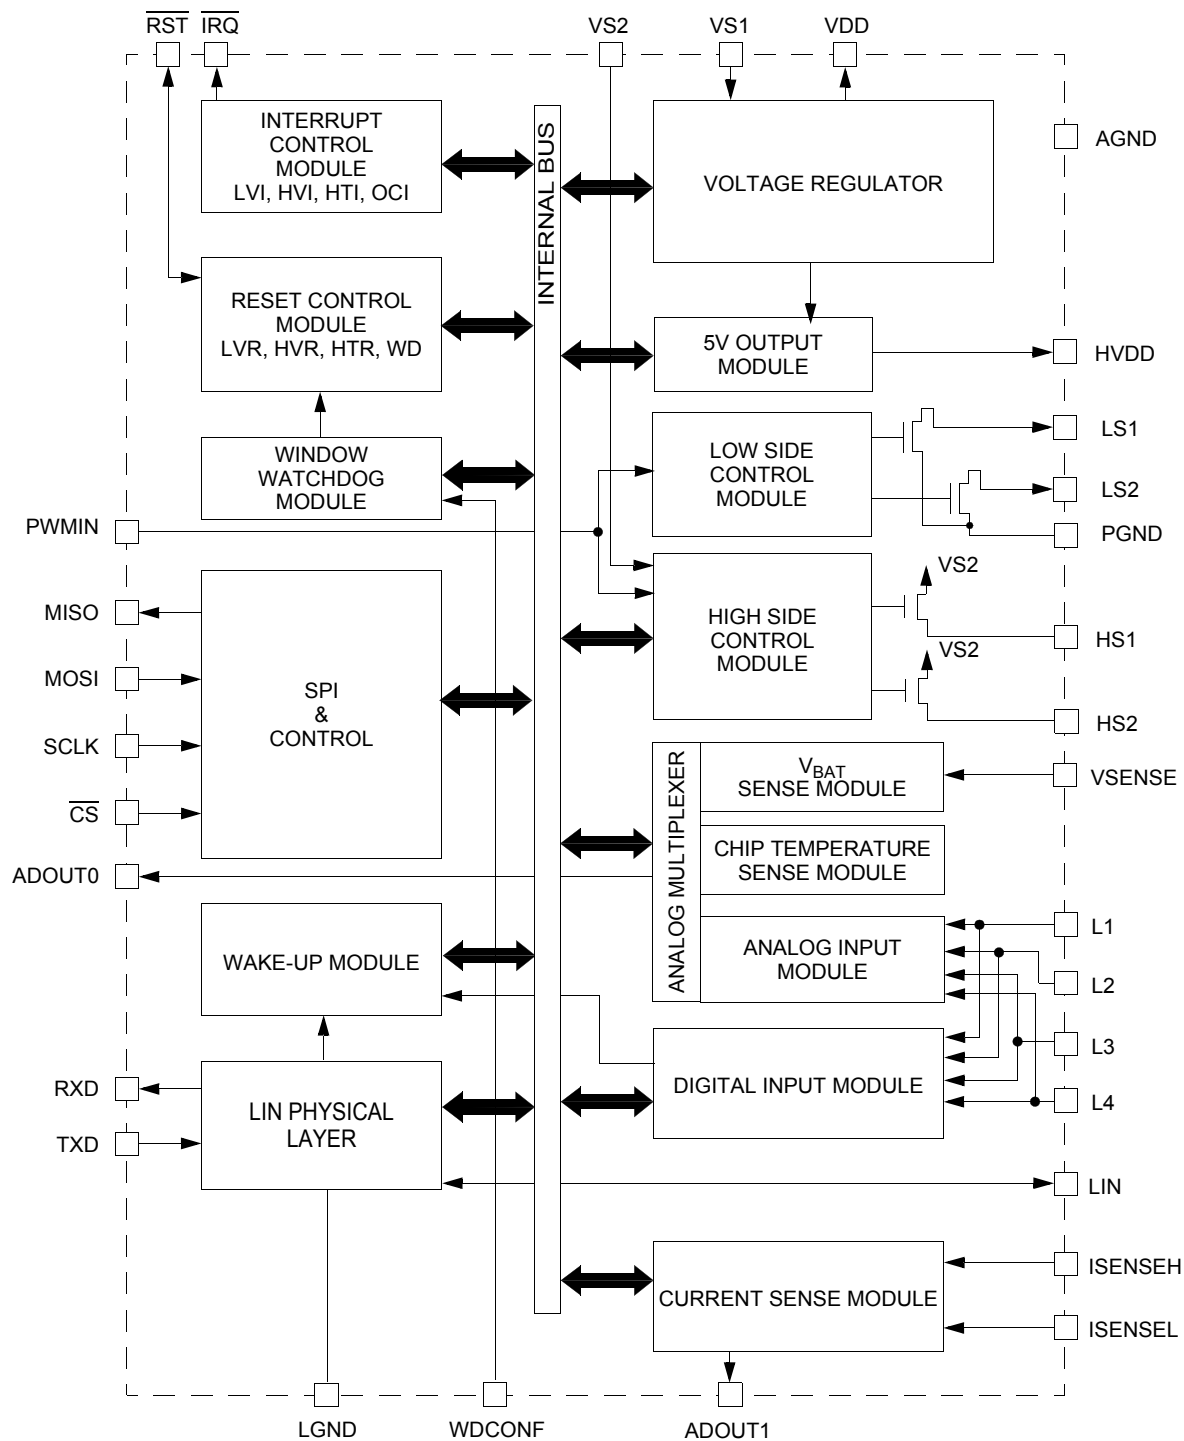 RST IRQ VS2 VS1 VDD
INTERRUPT
CONTROL
MODULE
LVI, HVI, HTI, OCI
INTERNAL BUS
VOLTAGE REGULATOR
AGND
RESET CONTROL
MODULE
LVR, HVR, HTR, WD
5V OUTPUT
MODULE
HVDD
WINDOW
WATCHDOG
MODULE
LOW SIDE
CONTROL
MODULE
LS1
LS2
PWMIN
PGND
SPI
&
CONTROL
MISO
MOSI
SCLK
CS
HIGH SIDE
CONTROL
MODULE
VS2
HS1
VS2
HS2
ANALOG MULTIPLEXER
VBAT
SENSE MODULE
VSENSE
CHIP TEMPERATURE
SENSE MODULE
ADOUT0
WAKE-UP MODULE
ANALOG INPUT
MODULE
L1
L2
L3
L4
DIGITAL INPUT MODULE
RXD
TXD
LIN PHYSICAL
LAYER
LIN
CURRENT SENSE MODULE
ISENSEH
ISENSEL
LGND WDCONF ADOUT1